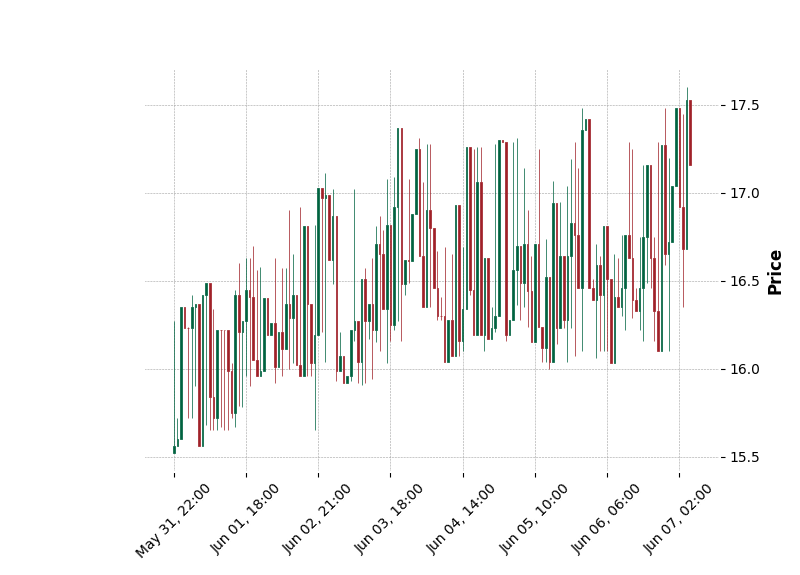 17.5
17.0
16.5
16.0
15.5
Price
May 31, 22:00
Jun 01, 18:00
Jun 02, 21:00
Jun 03, 18:00
Jun 04, 14:00
Jun 05, 10:00
Jun 06, 06:00
Jun 07, 02:00